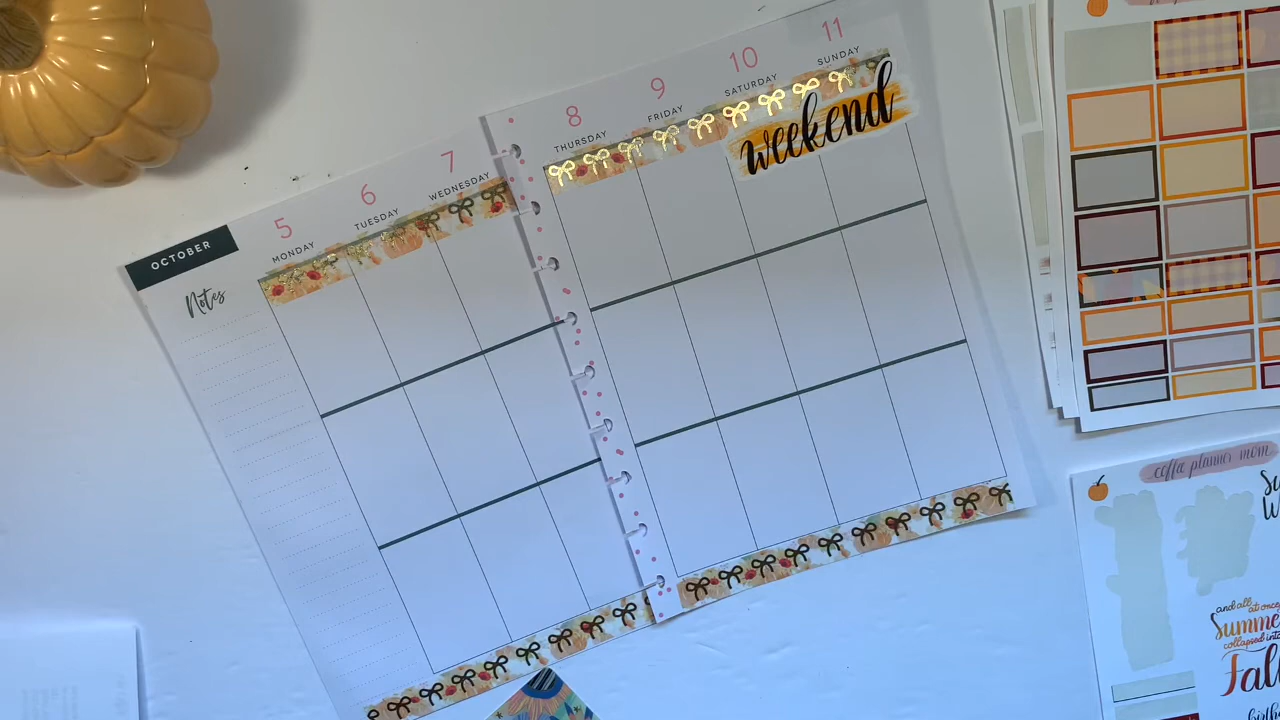 OCTOBER
Notes
5
MONDAY
6
TUESDAY
7
WEDNESDAY
8
THURSDAY
9
FRIDAY
10
SATURDAY
11
SUNDAY
weekend
coffee planner mom
and all at once
Summe
collapsed into
Fall